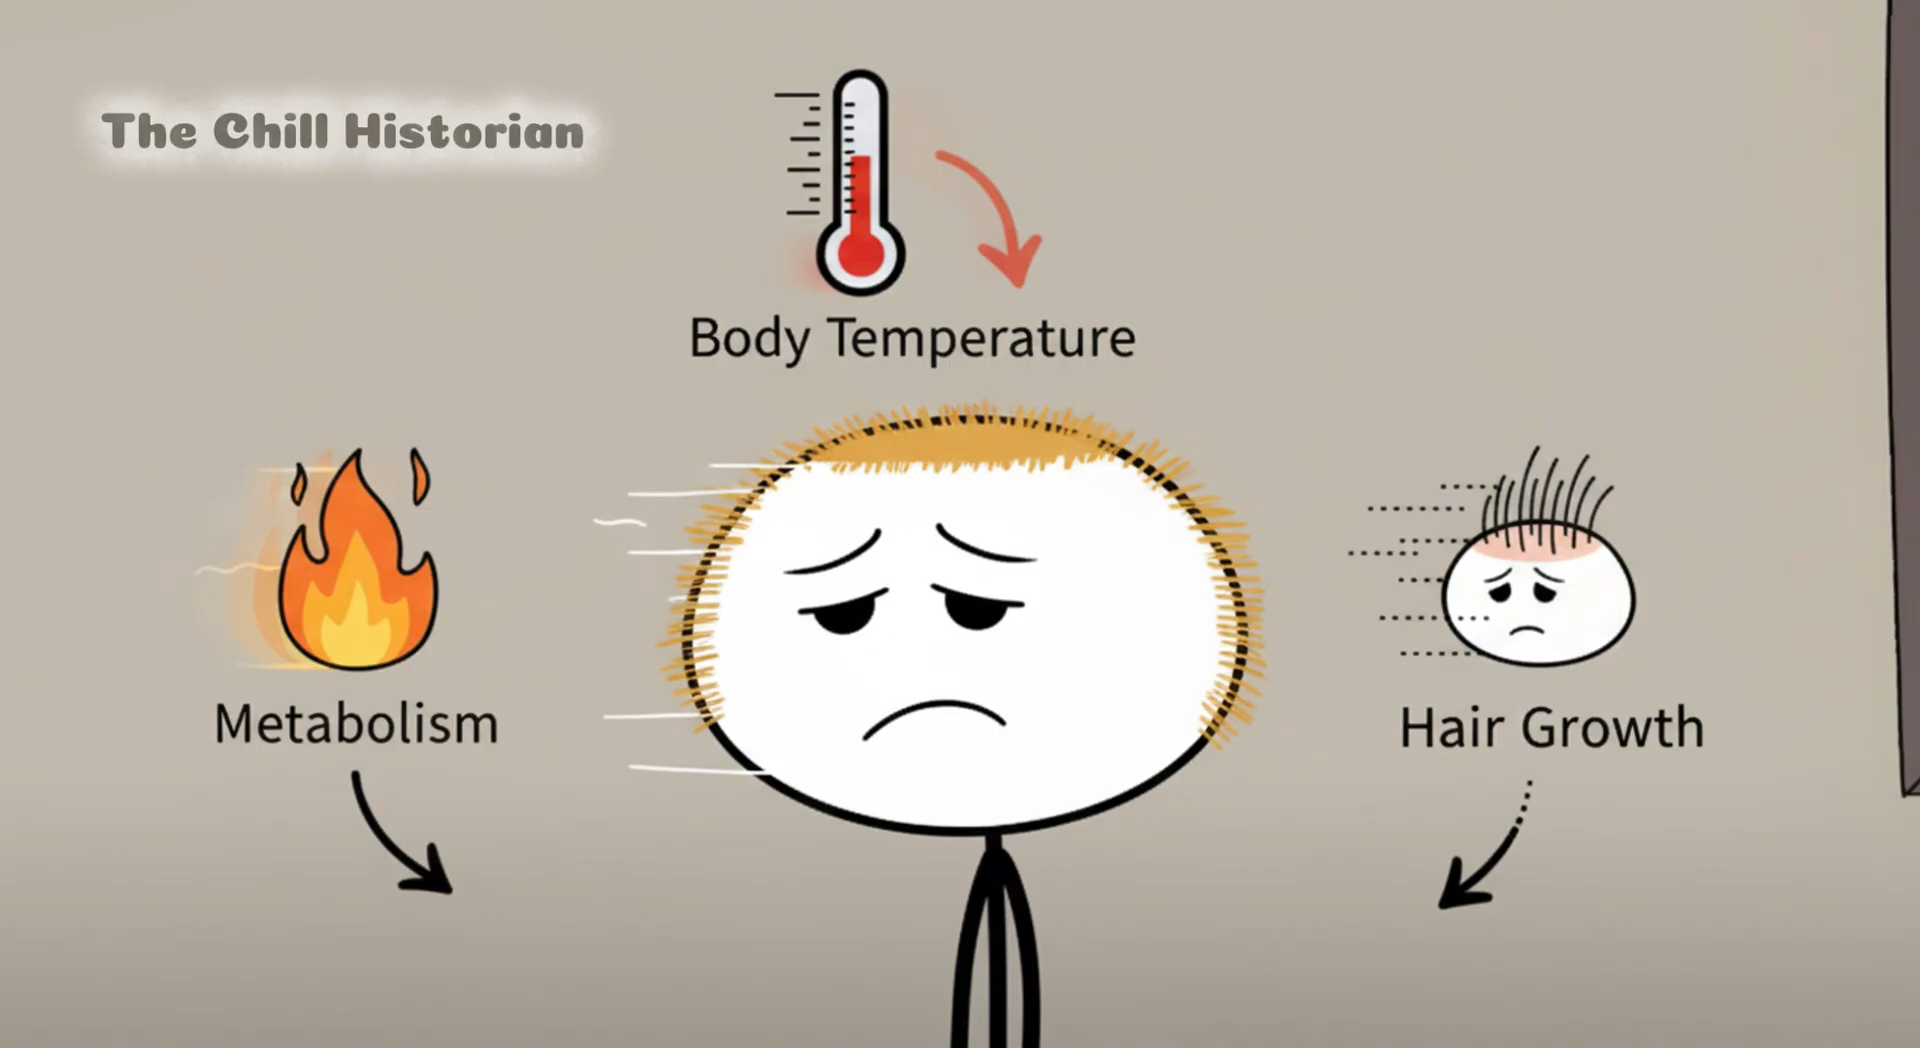 The Chill Historian
Body Temperature
Metabolism
Hair Growth